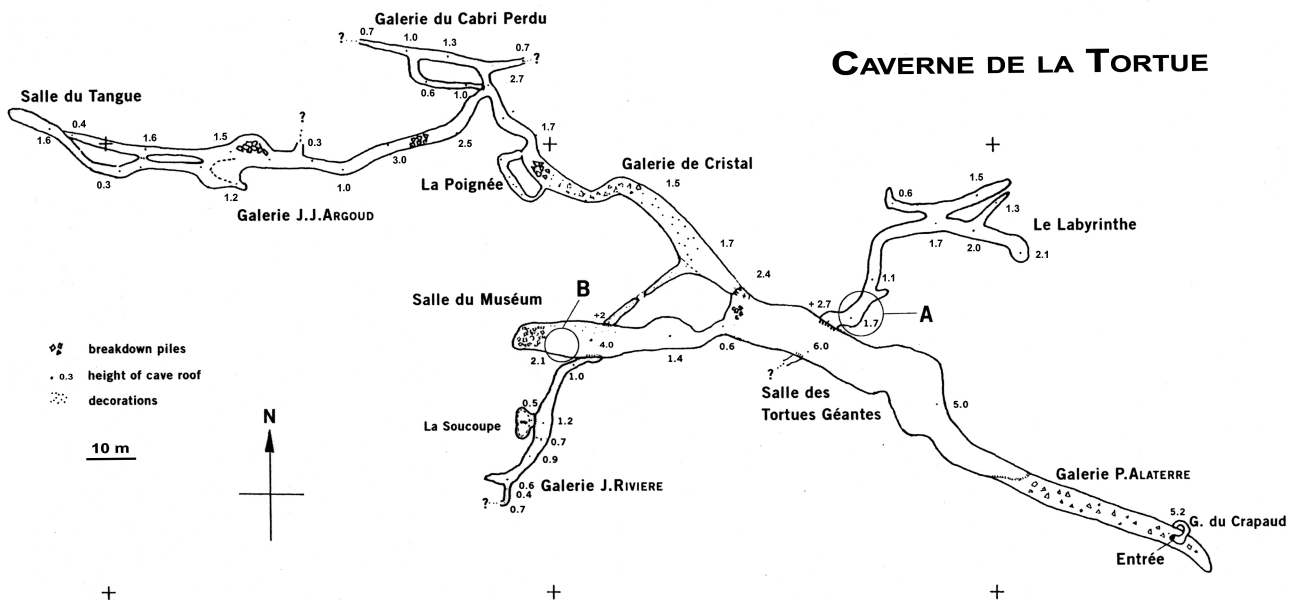 CAVERNE DE LA TORTUE
Galerie du Cabri Perdu
0.7
1.0
1.3
0.7
?
?
2.7
0.6
1.0
Salle du Tangue
0.4
1.6
1.6
1.5
?
0.3
0.3
1.2
1.0
3.0
2.5
1.7
Galerie J.J.ARGOUD
La Poignée
Galerie de Cristal
1.5
1.7
2.4
0.6
1.5
1.3
Le Labyrinthe
1.7
2.0
2.1
1.1
+2.7
1.7
A
Salle du Muséum
B
+2
4.0
2.1
1.0
1.4
0.6
6.0
?
Salle des
Tortues Géantes
5.0
breakdown piles
0.3 height of cave roof
decorations
10 m
N
0.5
La Soucoupe
1.2
0.7
0.9
Galerie J.RIVIERE
0.6
0.4
?
0.7
Galerie P.ALATERRE
5.2
G. du Crapaud
Entrée